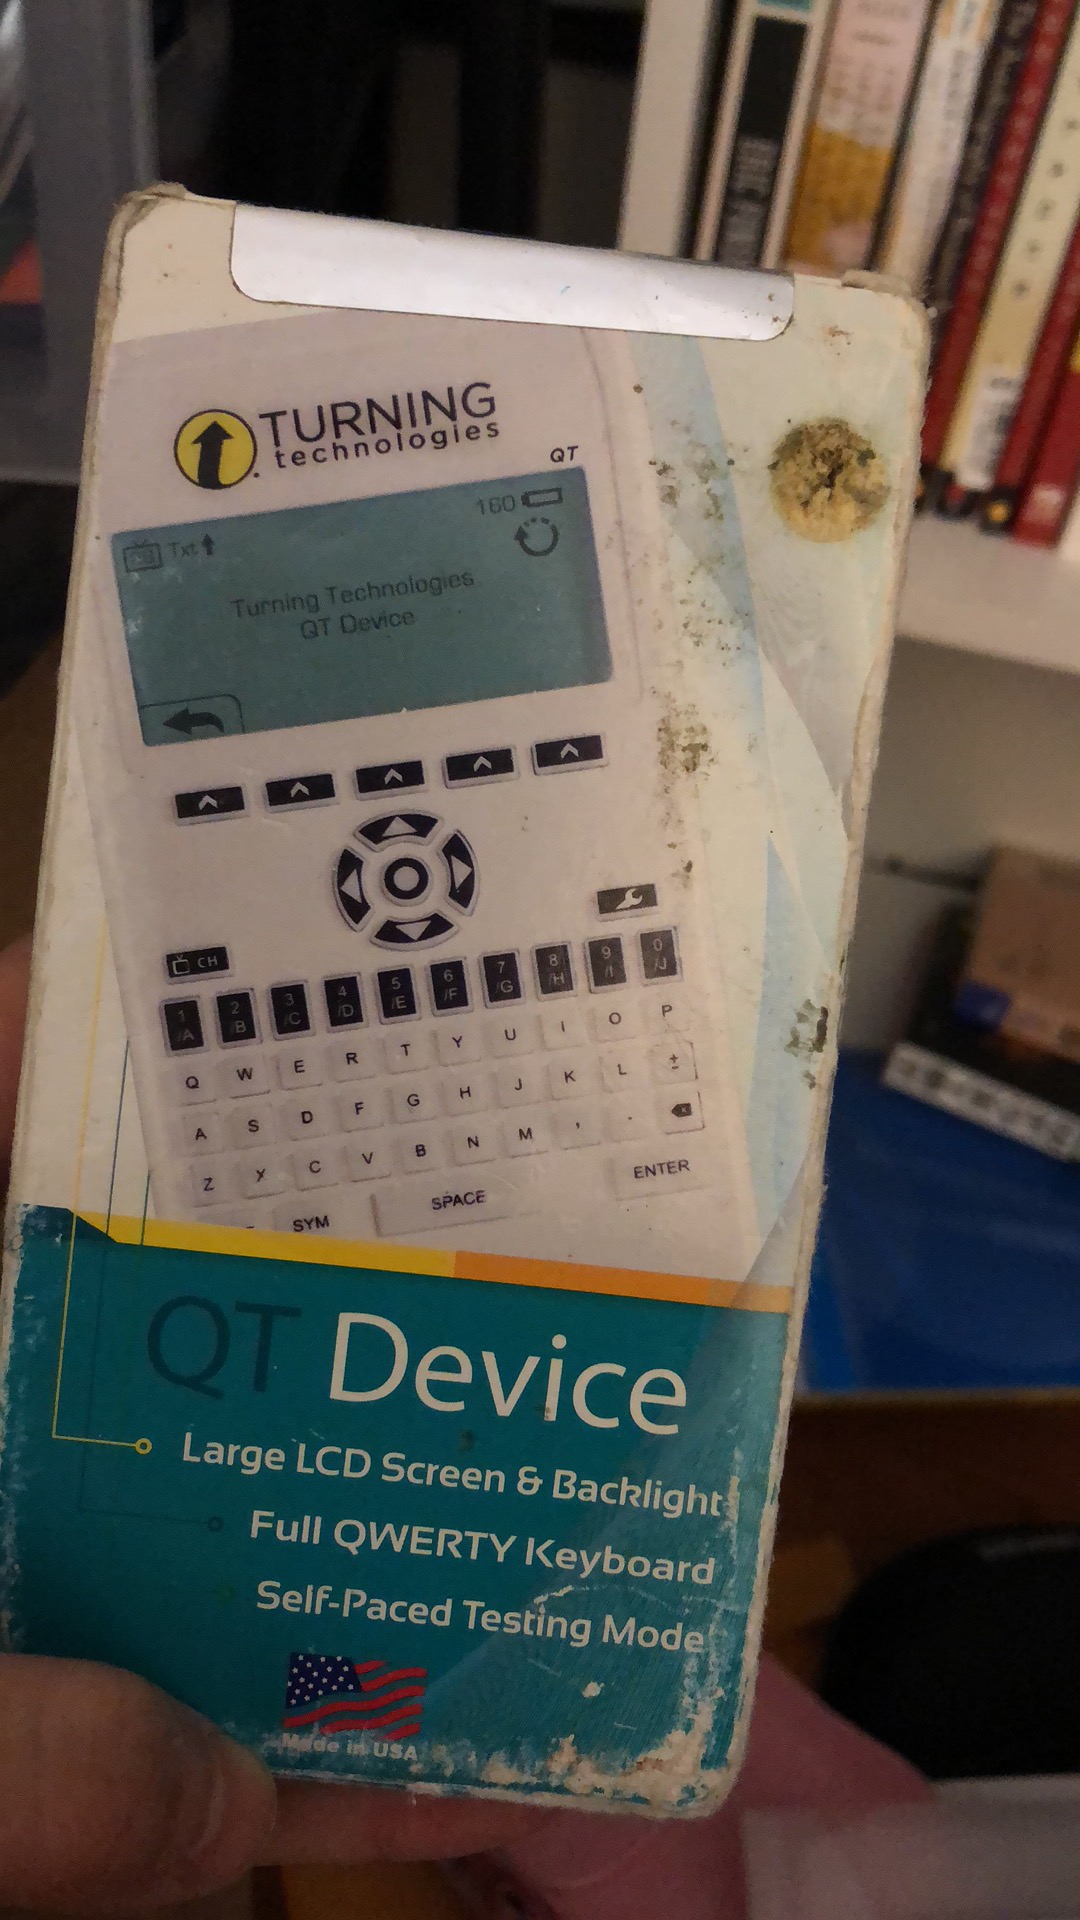 TURNING
technologies
QT
160
Txt
Turning Technologies
QT Device
CH
1/A 2/B 3/C 4/D 5/E 6/F 7/G 8/H 9/I 0/J
Q W E R T Y U I O P
A S D F G H J K L ±
Z X C V B N M , .
SYM SPACE ENTER
QT Device
Large LCD Screen & Backlight
Full QWERTY Keyboard
Self-Paced Testing Mode
Made in USA